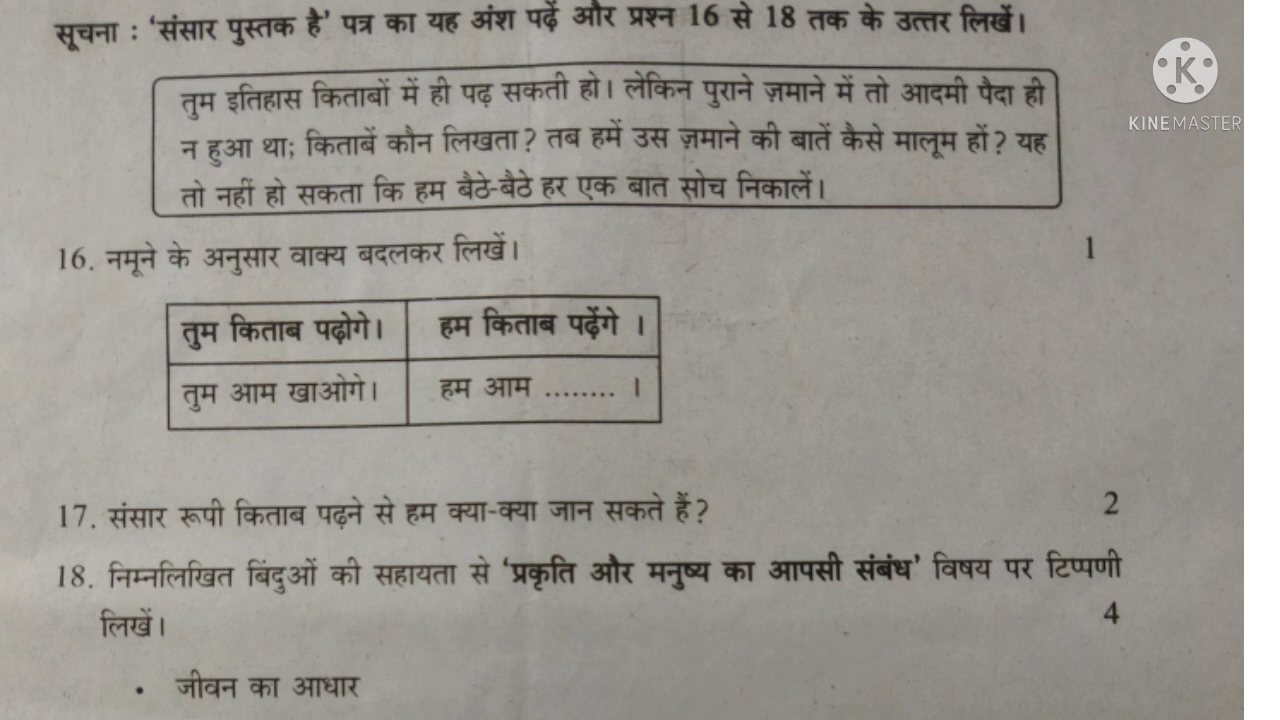 सूचना : 'संसार पुस्तक है' पत्र का यह अंश पढ़ें और प्रश्न 16 से 18 तक के उत्तर लिखें।
तुम इतिहास किताबों में ही पढ़ सकती हो। लेकिन पुराने ज़माने में तो आदमी पैदा ही
न हुआ था; किताबें कौन लिखता? तब हमें उस ज़माने की बातें कैसे मालूम हों? यह
तो नहीं हो सकता कि हम बैठे-बैठे हर एक बात सोच निकालें।
16. नमूने के अनुसार वाक्य बदलकर लिखें। 1
तुम किताब पढ़ोगे। हम किताब पढ़ेंगे ।
तुम आम खाओगे। हम आम ........ ।
17. संसार रूपी किताब पढ़ने से हम क्या-क्या जान सकते हैं? 2
18. निम्नलिखित बिंदुओं की सहायता से 'प्रकृति और मनुष्य का आपसी संबंध' विषय पर टिप्पणी
लिखें। 4
• जीवन का आधार
K
KINEMASTER